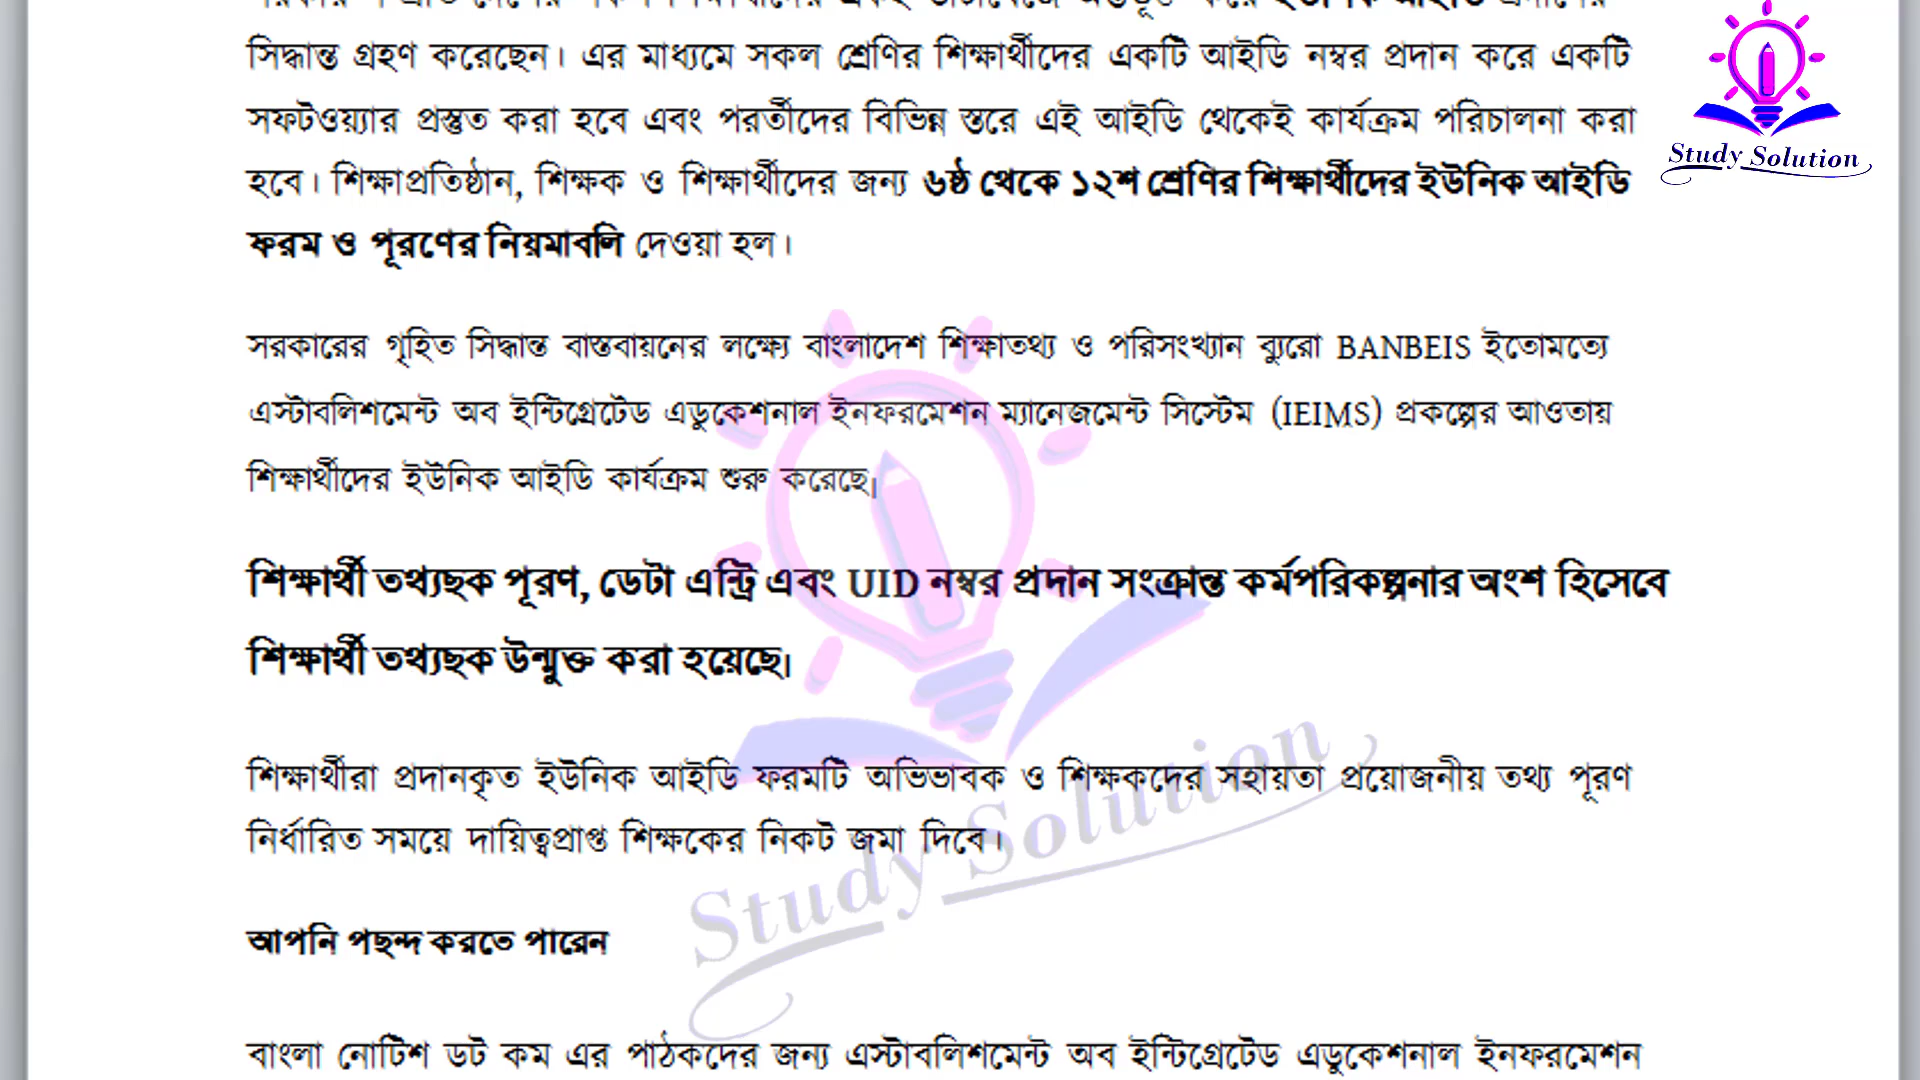 সিদ্ধান্ত গ্রহণ করেছেন। এর মাধ্যমে সকল শ্রেণির শিক্ষার্থীদের একটি আইডি নম্বর প্রদান করে একটি
সফটওয়্যার প্রস্তুত করা হবে এবং পরর্তীদের বিভিন্ন স্তরে এই আইডি থেকেই কার্যক্রম পরিচালনা করা
হবে। শিক্ষাপ্রতিষ্ঠান, শিক্ষক ও শিক্ষার্থীদের জন্য ৬ষ্ঠ থেকে ১২শ শ্রেণির শিক্ষার্থীদের ইউনিক আইডি
ফরম ও পূরণের নিয়মাবলি দেওয়া হল।
Study Solution
সরকারের গৃহিত সিদ্ধান্ত বাস্তবায়নের লক্ষ্যে বাংলাদেশ শিক্ষাতথ্য ও পরিসংখ্যান ব্যুরো BANBEIS ইতোমত্যে
এস্টাবলিশমেন্ট অব ইন্টিগ্রেটেড এডুকেশনাল ইনফরমেশন ম্যানেজমেন্ট সিস্টেম (IEIMS) প্রকল্পের আওতায়
শিক্ষার্থীদের ইউনিক আইডি কার্যক্রম শুরু করেছে।
শিক্ষার্থী তথ্যছক পূরণ, ডেটা এন্ট্রি এবং UID নম্বর প্রদান সংক্রান্ত কর্মপরিকল্পনার অংশ হিসেবে
শিক্ষার্থী তথ্যছক উন্মুক্ত করা হয়েছে।
শিক্ষার্থীরা প্রদানকৃত ইউনিক আইডি ফরমটি অভিভাবক ও শিক্ষকদের সহায়তা প্রয়োজনীয় তথ্য পূরণ
নির্ধারিত সময়ে দায়িত্বপ্রাপ্ত শিক্ষকের নিকট জমা দিবে।
Study Solution
আপনি পছন্দ করতে পারেন
বাংলা নোটিশ ডট কম এর পাঠকদের জন্য এস্টাবলিশমেন্ট অব ইন্টিগ্রেটেড এডুকেশনাল ইনফরমেশন